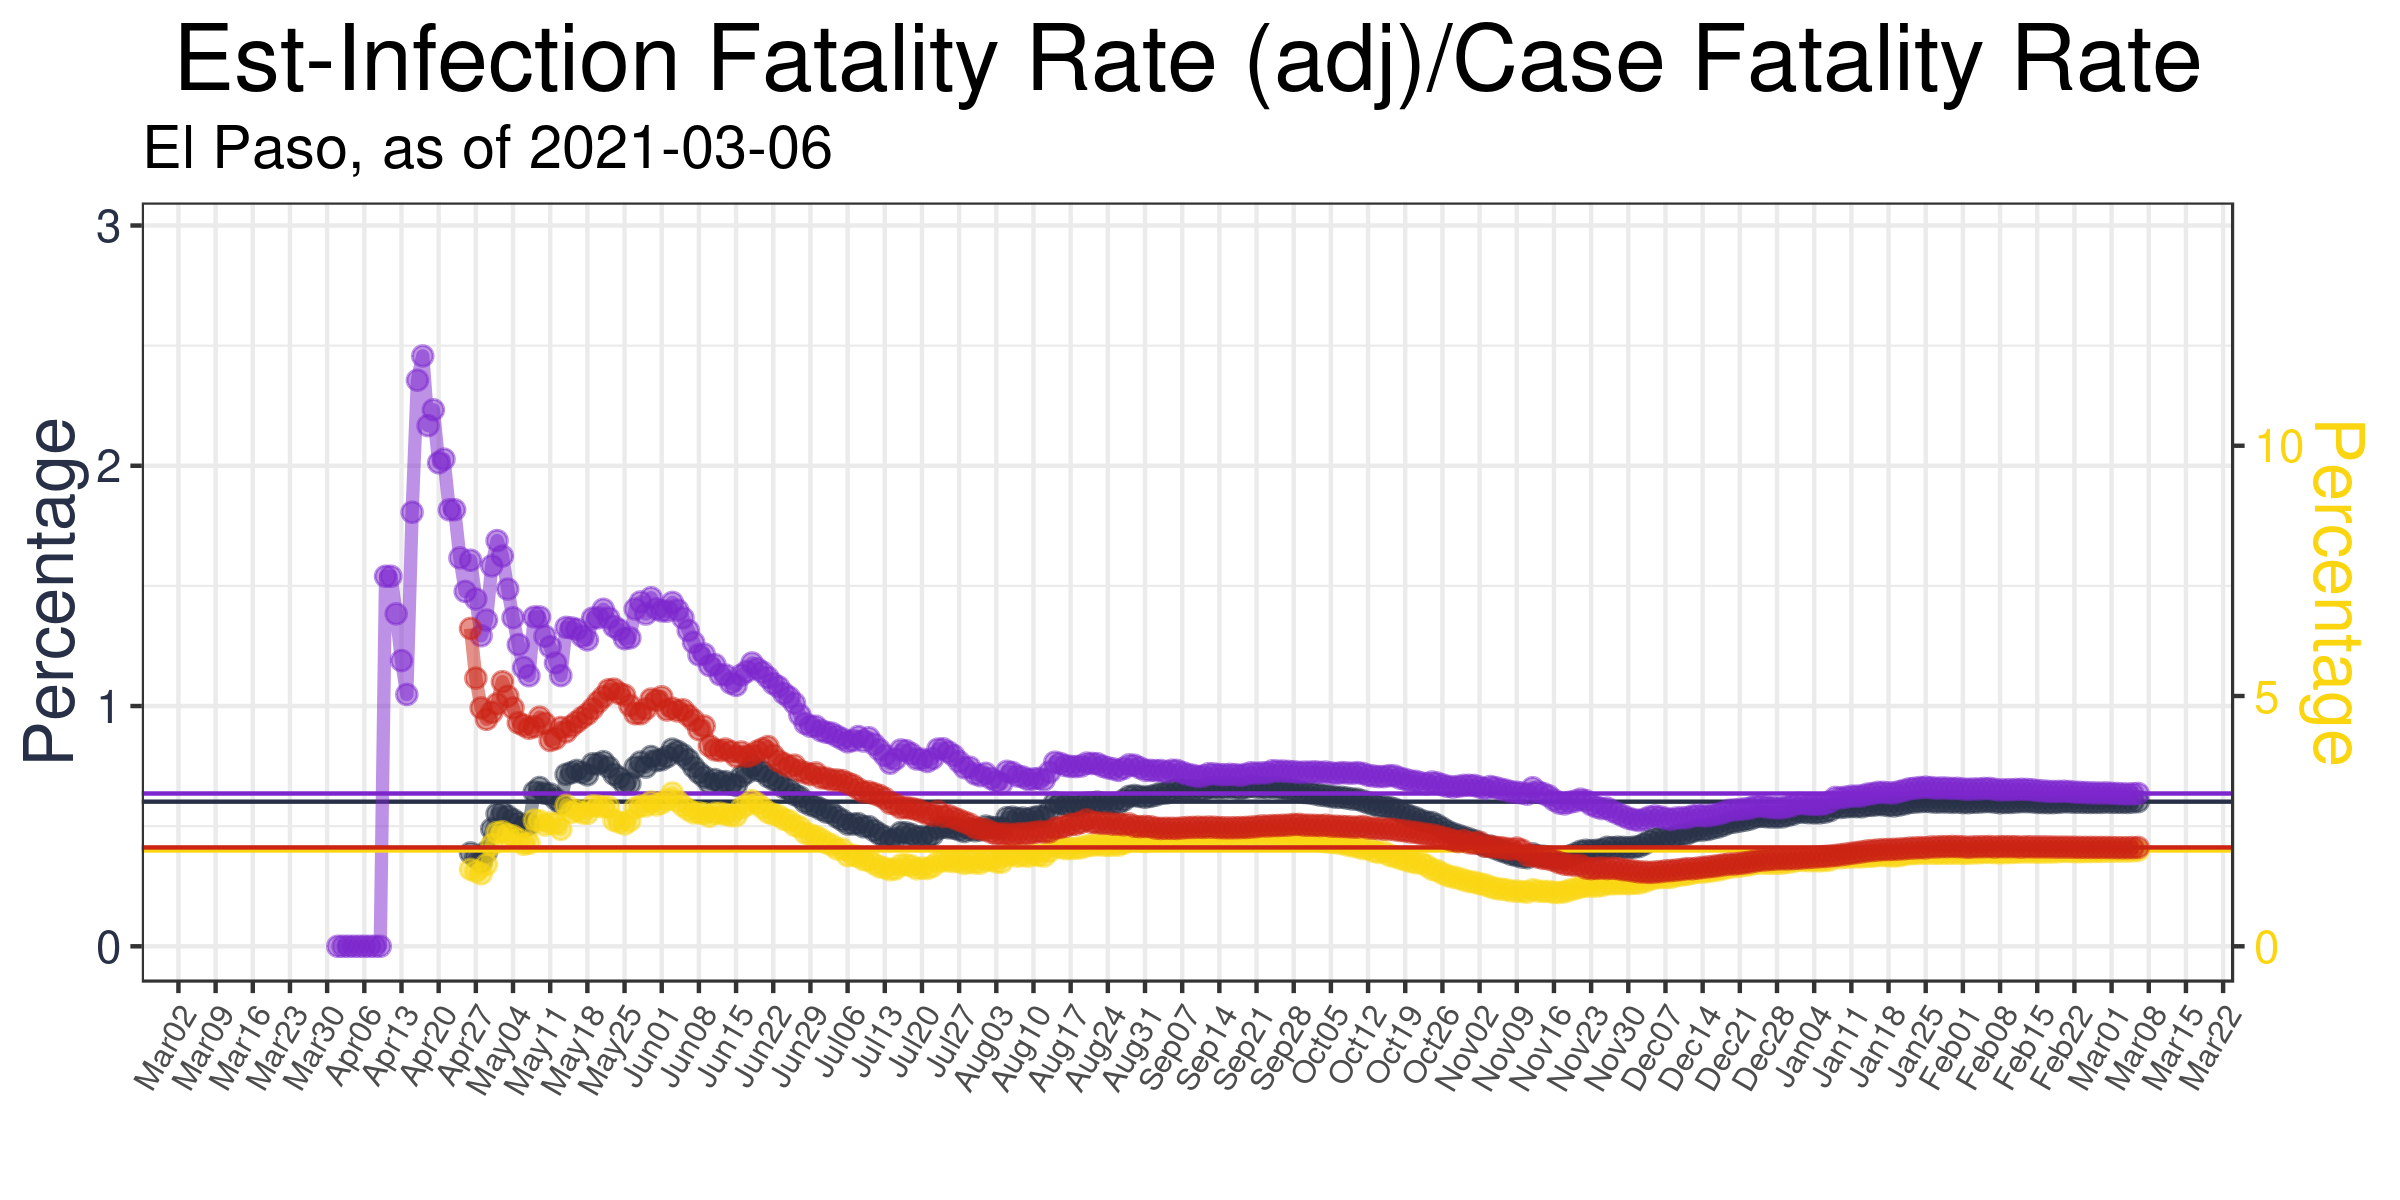 Est-Infection Fatality Rate (adj)/Case Fatality Rate
El Paso, as of 2021-03-06
Percentage
3
2
1
0
10
5
0
Percentage
Mar02
Mar09
Mar16
Mar23
Mar30
Apr06
Apr13
Apr20
Apr27
May04
May11
May18
May25
Jun01
Jun08
Jun15
Jun22
Jun29
Jul06
Jul13
Jul20
Jul27
Aug03
Aug10
Aug17
Aug24
Aug31
Sep07
Sep14
Sep21
Sep28
Oct05
Oct12
Oct19
Oct26
Nov02
Nov09
Nov16
Nov23
Nov30
Dec07
Dec14
Dec21
Dec28
Jan04
Jan11
Jan18
Jan25
Feb01
Feb08
Feb15
Feb22
Mar01
Mar08
Mar15
Mar22